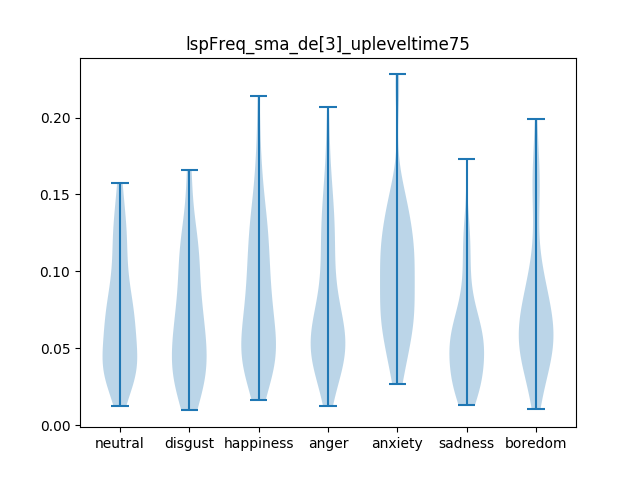 lspFreq_sma_de[3]_upleveltime75
0.20
0.15
0.10
0.05
0.00
neutral disgust happiness anger anxiety sadness boredom